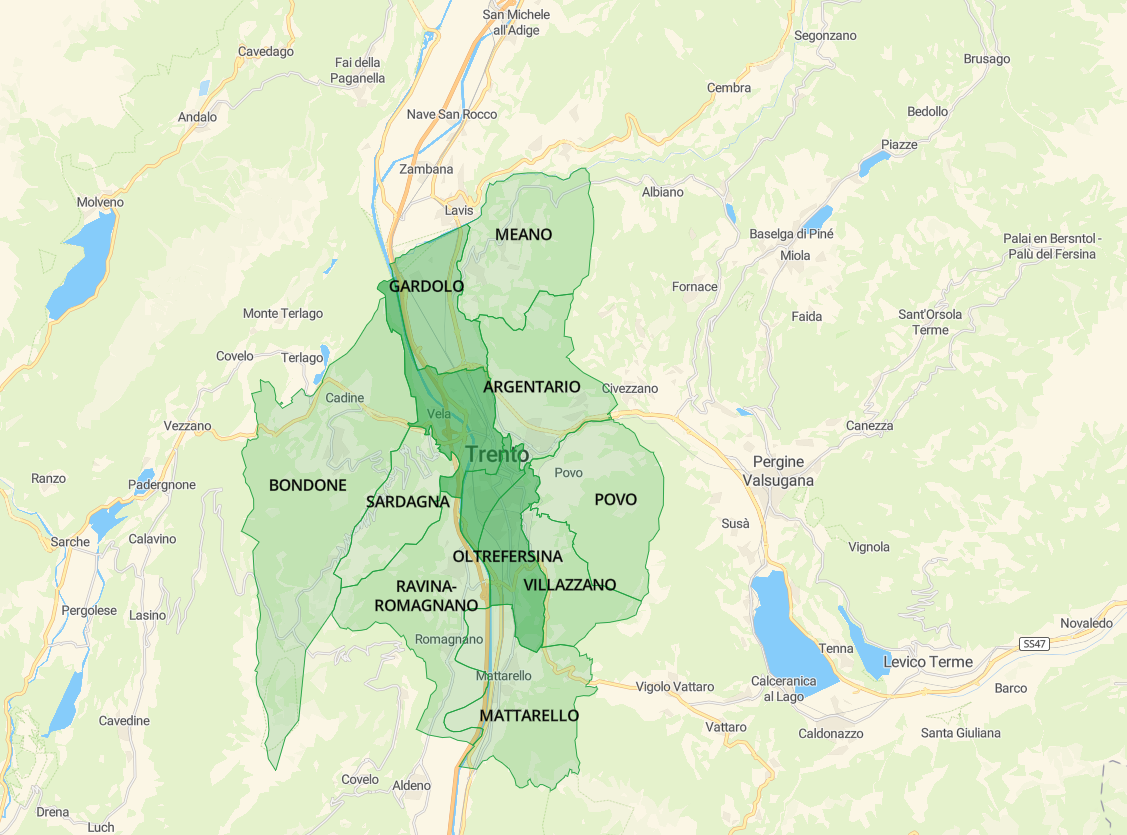 San Michele
all'Adige
Segonzano
Cavedago
Fai della
Paganella
Brusago
Cembra
Andalo
Nave San Rocco
Bedollo
Piazze
Zambana
Albiano
Molveno
Lavis
MEANO
Baselga di Piné
Miola
Palai en Bersntol -
Palù del Fersina
GARDOLO
Fornace
Monte Terlago
Faida
Sant'Orsola
Terme
Covelo
Terlago
ARGENTARIO
Civezzano
Cadine
Vela
Vezzano
Canezza
Trento
Ranzo
Padergnone
BONDONE
SARDAGNA
Povo
POVO
Pergine
Valsugana
Susà
Sarche
Calavino
Vignola
OLTREFERSINA
RAVINA-
ROMAGNANO
VILLAZZANO
Pergolese
Lasino
Novaledo
Romagnano
SS47
Tenna
Levico Terme
Mattarello
Vigolo Vattaro
Calceranica
al Lago
Barco
Cavedine
MATTARELLO
Vattaro
Caldonazzo
Santa Giuliana
Covelo
Aldeno
Drena
Luch